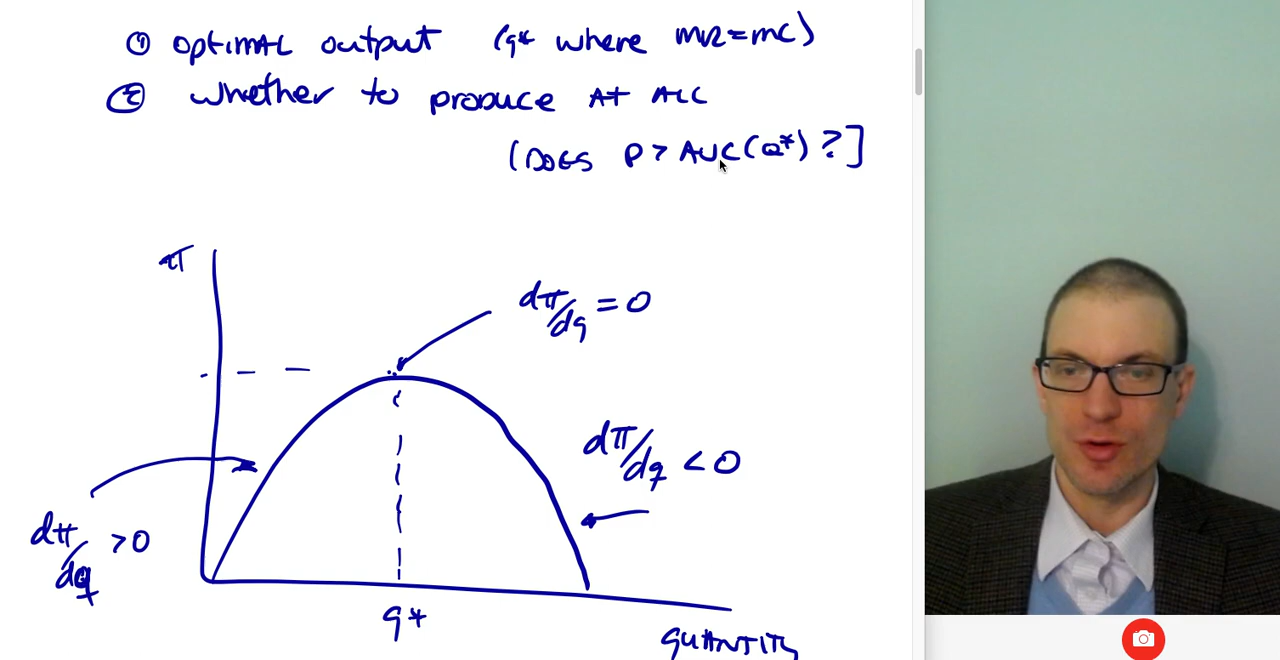 ① OPTIMAL OUTPUT (q* where MR=MC)
② Whether to produce AT ALL
(DOES P > AVC(Q*) ?]
π
dπ/dq = 0
dπ/dq < 0
dπ/dq > 0
q*
QUANTITY